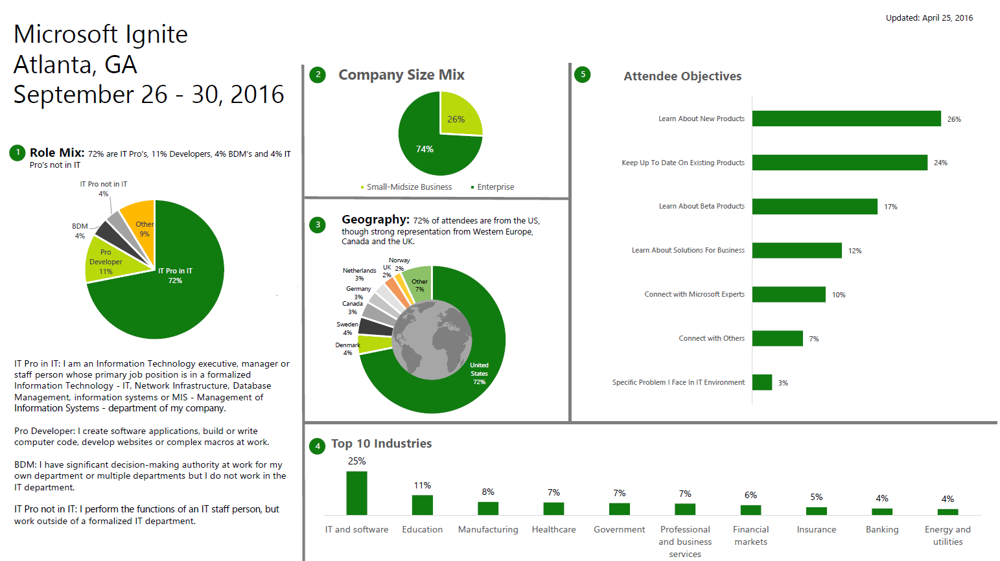 Updated: April 25, 2016
Microsoft Ignite
Atlanta, GA
September 26 - 30, 2016
1
Role Mix: 72% are IT Pro's, 11% Developers, 4% BDM's and 4% IT
Pro's not in IT
IT Pro not in IT
4%
BDM
4%
Other
9%
Pro
Developer
11%
IT Pro in IT
72%
IT Pro in IT: I am an Information Technology executive, manager or
staff person whose primary job position is in a formalized
Information Technology - IT, Network Infrastructure, Database
Management, information systems or MIS - Management of
Information Systems - department of my company.
Pro Developer: I create software applications, build or write
computer code, develop websites or complex macros at work.
BDM: I have significant decision-making authority at work for my
own department or multiple departments but I do not work in the
IT department.
IT Pro not in IT: I perform the functions of an IT staff person, but
work outside of a formalized IT department.
2
Company Size Mix
26%
74%
Small-Midsize Business
Enterprise
3
Geography: 72% of attendees are from the US,
though strong representation from Western Europe,
Canada and the UK.
Norway
2%
UK
2%
Netherlands
3%
Other
7%
Germany
3%
Canada
3%
Sweden
4%
Denmark
4%
United
States
72%
4
Top 10 Industries
25%
11%
8%
7%
7%
7%
6%
5%
4%
4%
IT and software
Education
Manufacturing
Healthcare
Government
Professional
and business
services
Financial
markets
Insurance
Banking
Energy and
utilities
5
Attendee Objectives
Learn About New Products
26%
Keep Up To Date On Existing Products
24%
Learn About Beta Products
17%
Learn About Solutions For Business
12%
Connect with Microsoft Experts
10%
Connect with Others
7%
Specific Problem I Face In IT Environment
3%